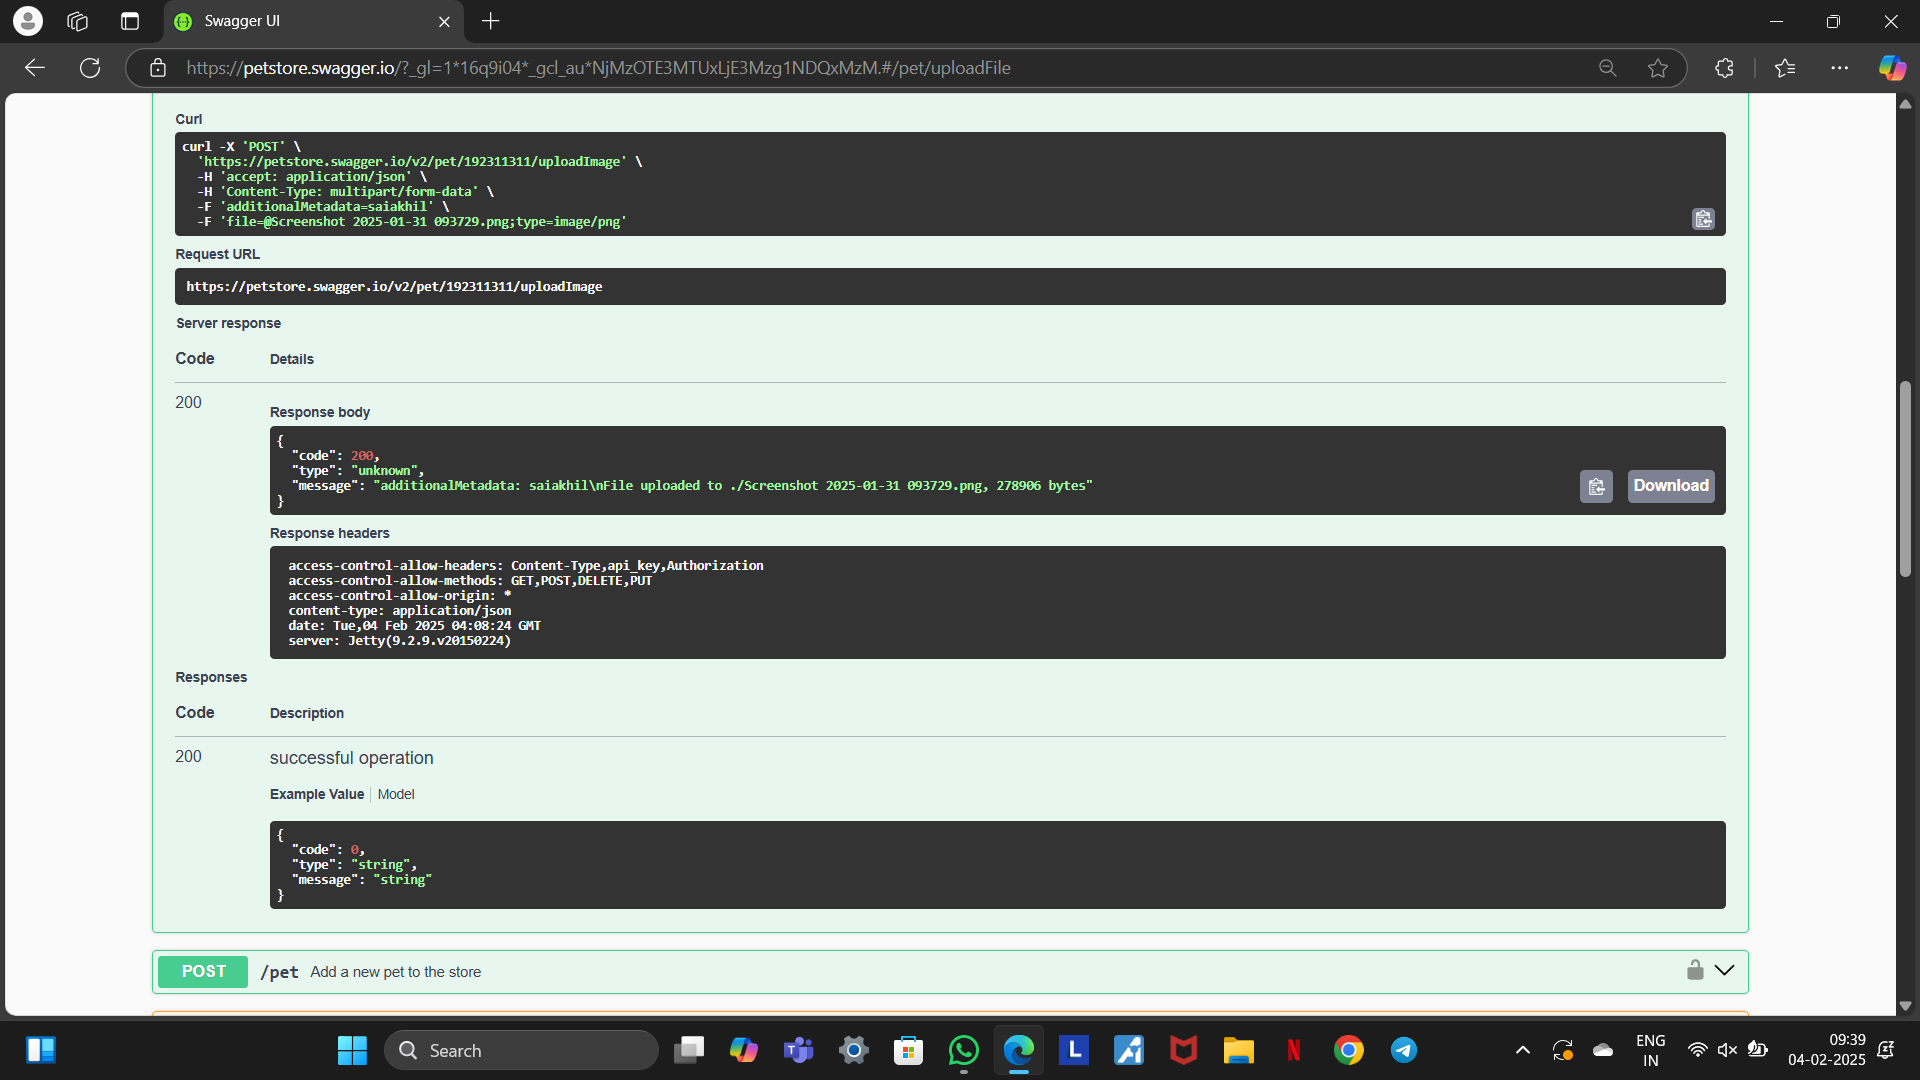 Swagger UI
https://petstore.swagger.io/?_gl=1*16q9i04*_gcl_au*NjMzOTE3MTUxLjE3Mzg1NDQxMzM.#/pet/uploadFile
Curl
curl -X 'POST' \
'https://petstore.swagger.io/v2/pet/192311311/uploadImage' \
-H 'accept: application/json' \
-H 'Content-Type: multipart/form-data' \
-F 'additionalMetadata=saiakhil' \
-F 'file=@Screenshot 2025-01-31 093729.png;type=image/png'
Request URL
https://petstore.swagger.io/v2/pet/192311311/uploadImage
Server response
Code Details
200
Response body
{
"code": 200,
"type": "unknown",
"message": "additionalMetadata: saiakhil\nFile uploaded to ./Screenshot 2025-01-31 093729.png, 278906 bytes"
}
Download
Response headers
access-control-allow-headers: Content-Type,api_key,Authorization
access-control-allow-methods: GET,POST,DELETE,PUT
access-control-allow-origin: *
content-type: application/json
date: Tue,04 Feb 2025 04:08:24 GMT
server: Jetty(9.2.9.v20150224)
Responses
Code Description
200 successful operation
Example Value Model
{
"code": 0,
"type": "string",
"message": "string"
}
POST /pet Add a new pet to the store
Search
L
N
ENG
IN
09:39
04-02-2025